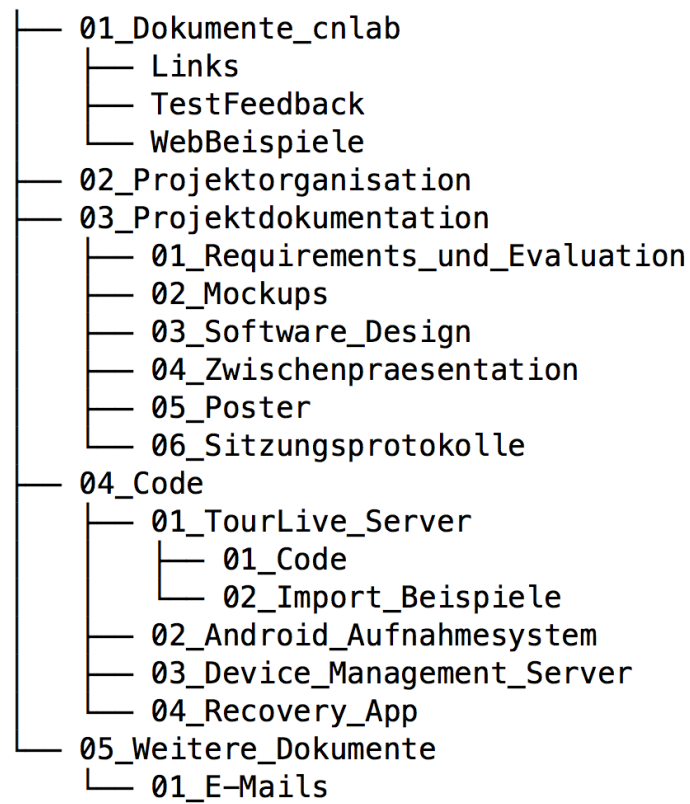 01_Dokumente_cnlab
Links
TestFeedback
WebBeispiele
02_Projektorganisation
03_Projektdokumentation
01_Requirements_und_Evaluation
02_Mockups
03_Software_Design
04_Zwischenpraesentation
05_Poster
06_Sitzungsprotokolle
04_Code
01_TourLive_Server
01_Code
02_Import_Beispiele
02_Android_Aufnahmesystem
03_Device_Management_Server
04_Recovery_App
05_Weitere_Dokumente
01_E-Mails